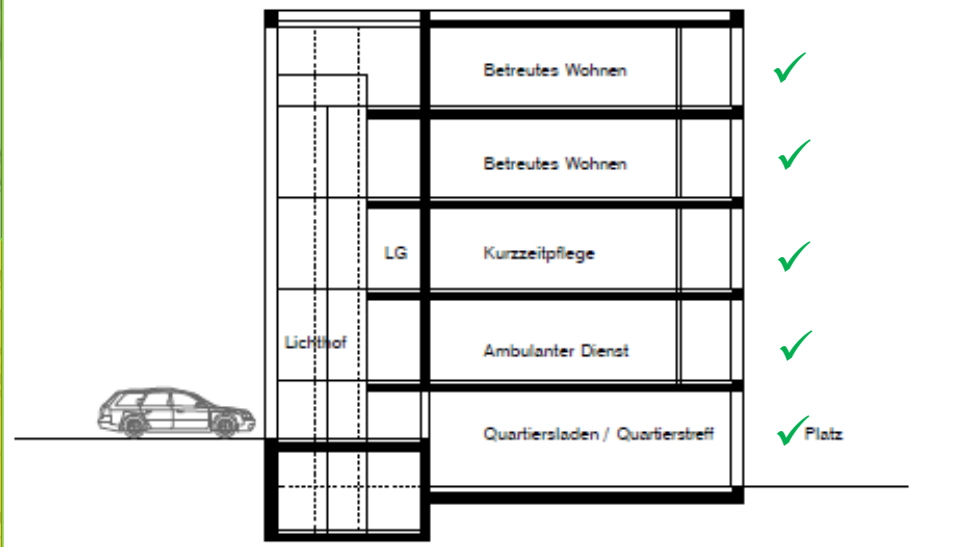 Betreutes Wohnen
Betreutes Wohnen
LG
Kurzzeitpflege
Lichthof
Ambulanter Dienst
Quartiersladen / Quartierstreff
Platz